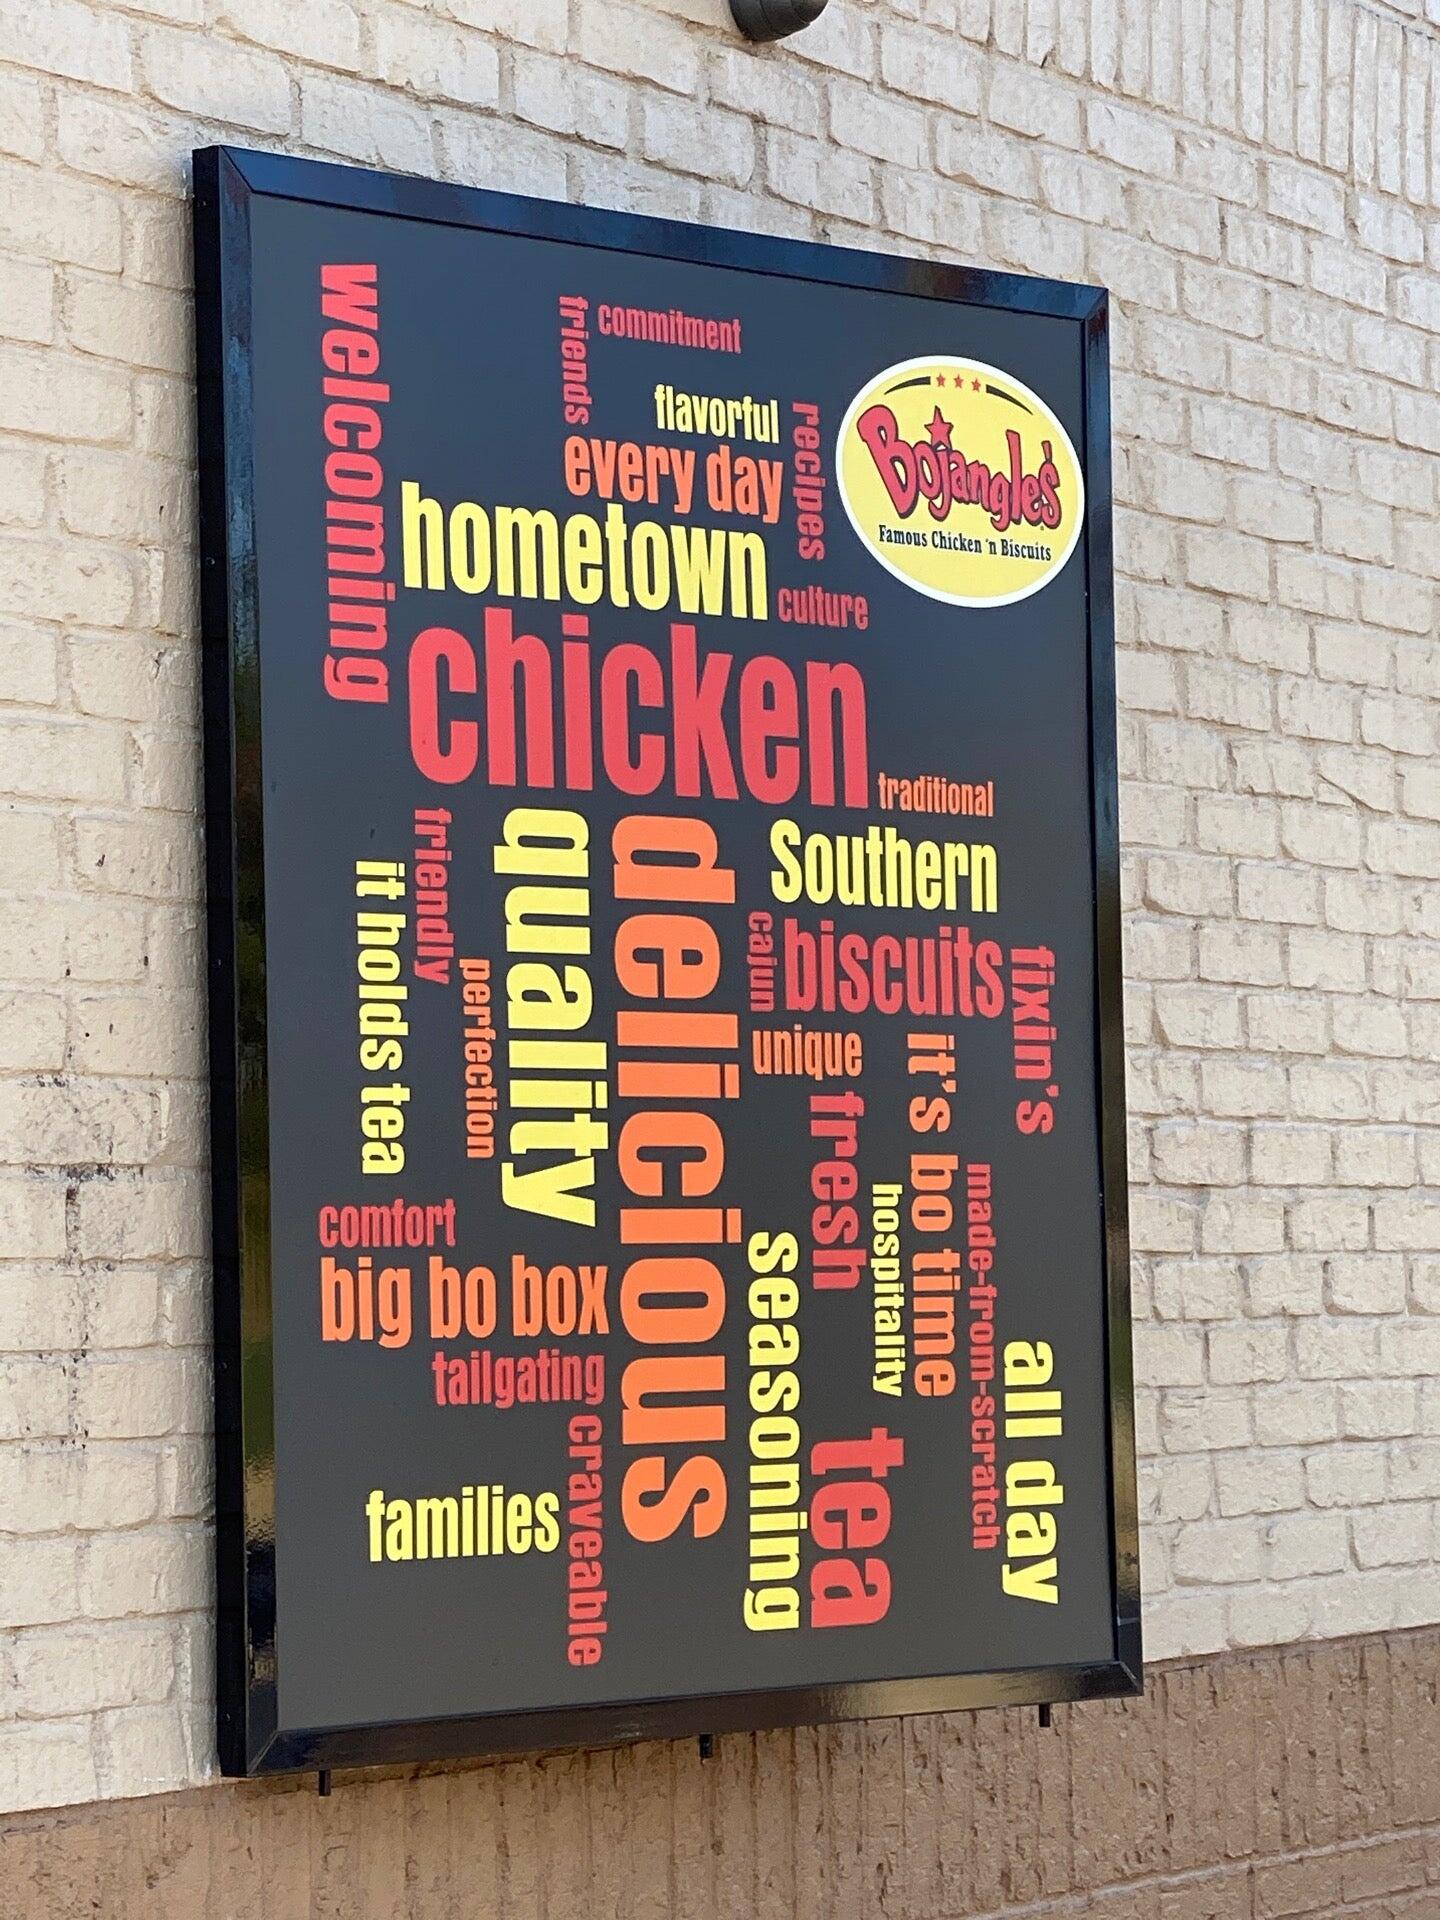 welcoming
friends
commitment
flavorful
recipes
every day
hometown
culture
Bojangles'
Famous Chicken 'n Biscuits
chicken
traditional
friendly
it holds tea
perfection
quality
delicious
Southern
cajun
biscuits
fixin's
unique
it's bo time
fresh
hospitality
made-from-scratch
comfort
big bo box
tailgating
craveable
families
seasoning
tea
all day